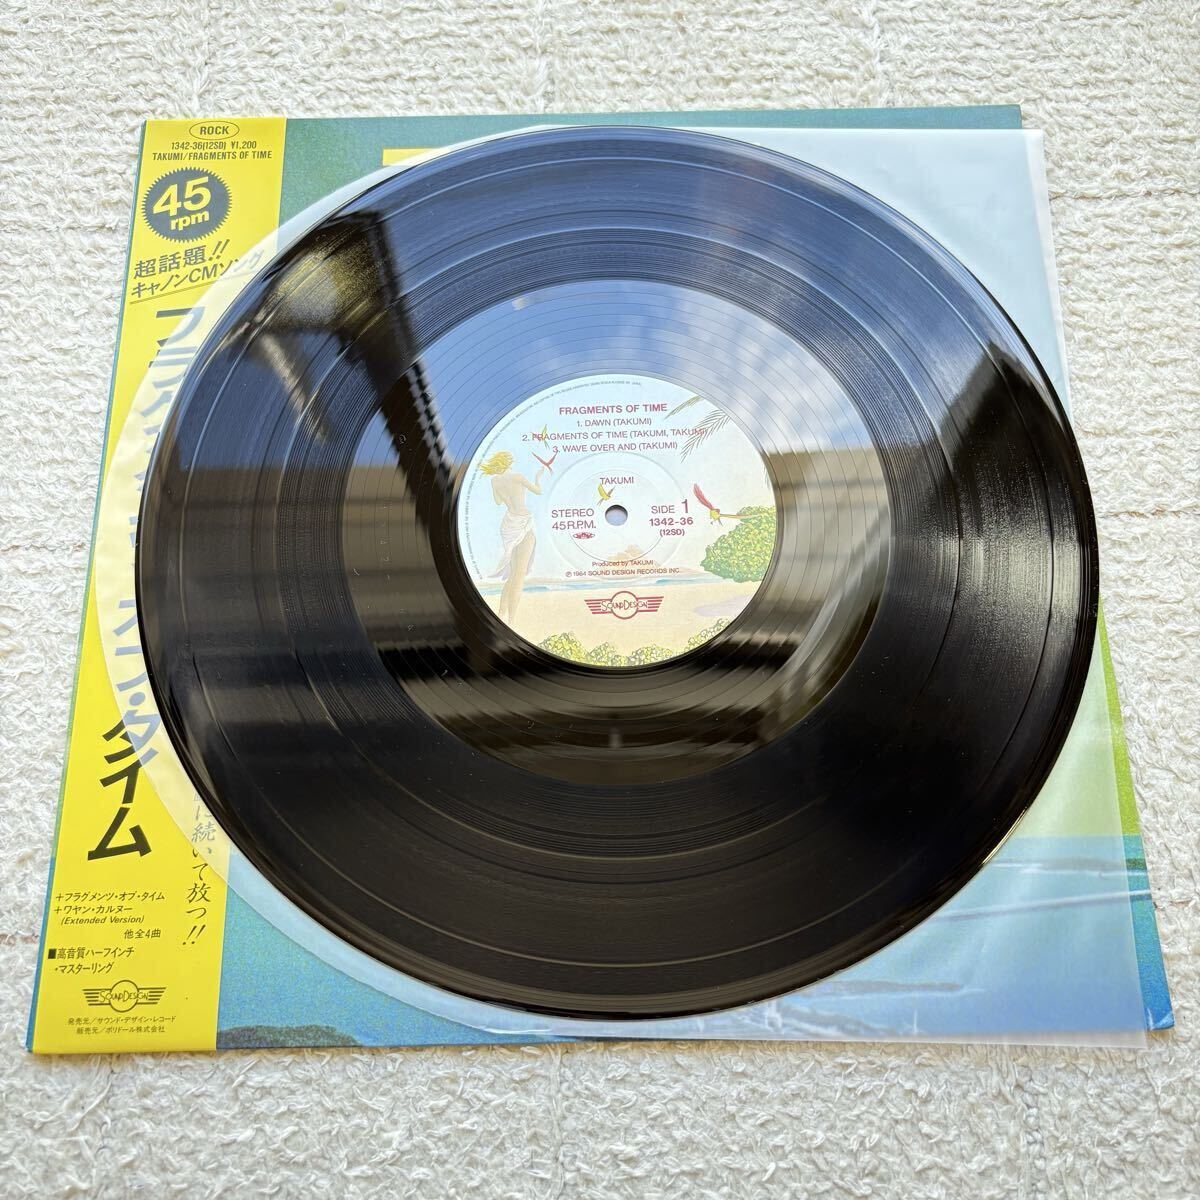 ROCK
1342-36(12SD) ¥1,200
TAKUMI/FRAGMENTS OF TIME
45
rpm
超話題!!
キャノンCMソング
タイム
に続いて放つ!!
+フラグメンツ・オブ・タイム
+ワヤン・カルヌー
(Extended Version)
他全4曲
■高音質ハーフインチ
・マスターリング
SOUND DESIGN
発売元/サウンド・デザイン・レコード
販売元/ポリドール株式会社
FRAGMENTS OF TIME
1. DAWN (TAKUMI)
2. FRAGMENTS OF TIME (TAKUMI, TAKUMI)
3. WAVE OVER AND (TAKUMI)
TAKUMI
STEREO
45R.P.M.
SIDE 1
1342-36
(12SD)
Produced by TAKUMI
Ⓟ 1984 SOUND DESIGN RECORDS INC.
SOUND DESIGN